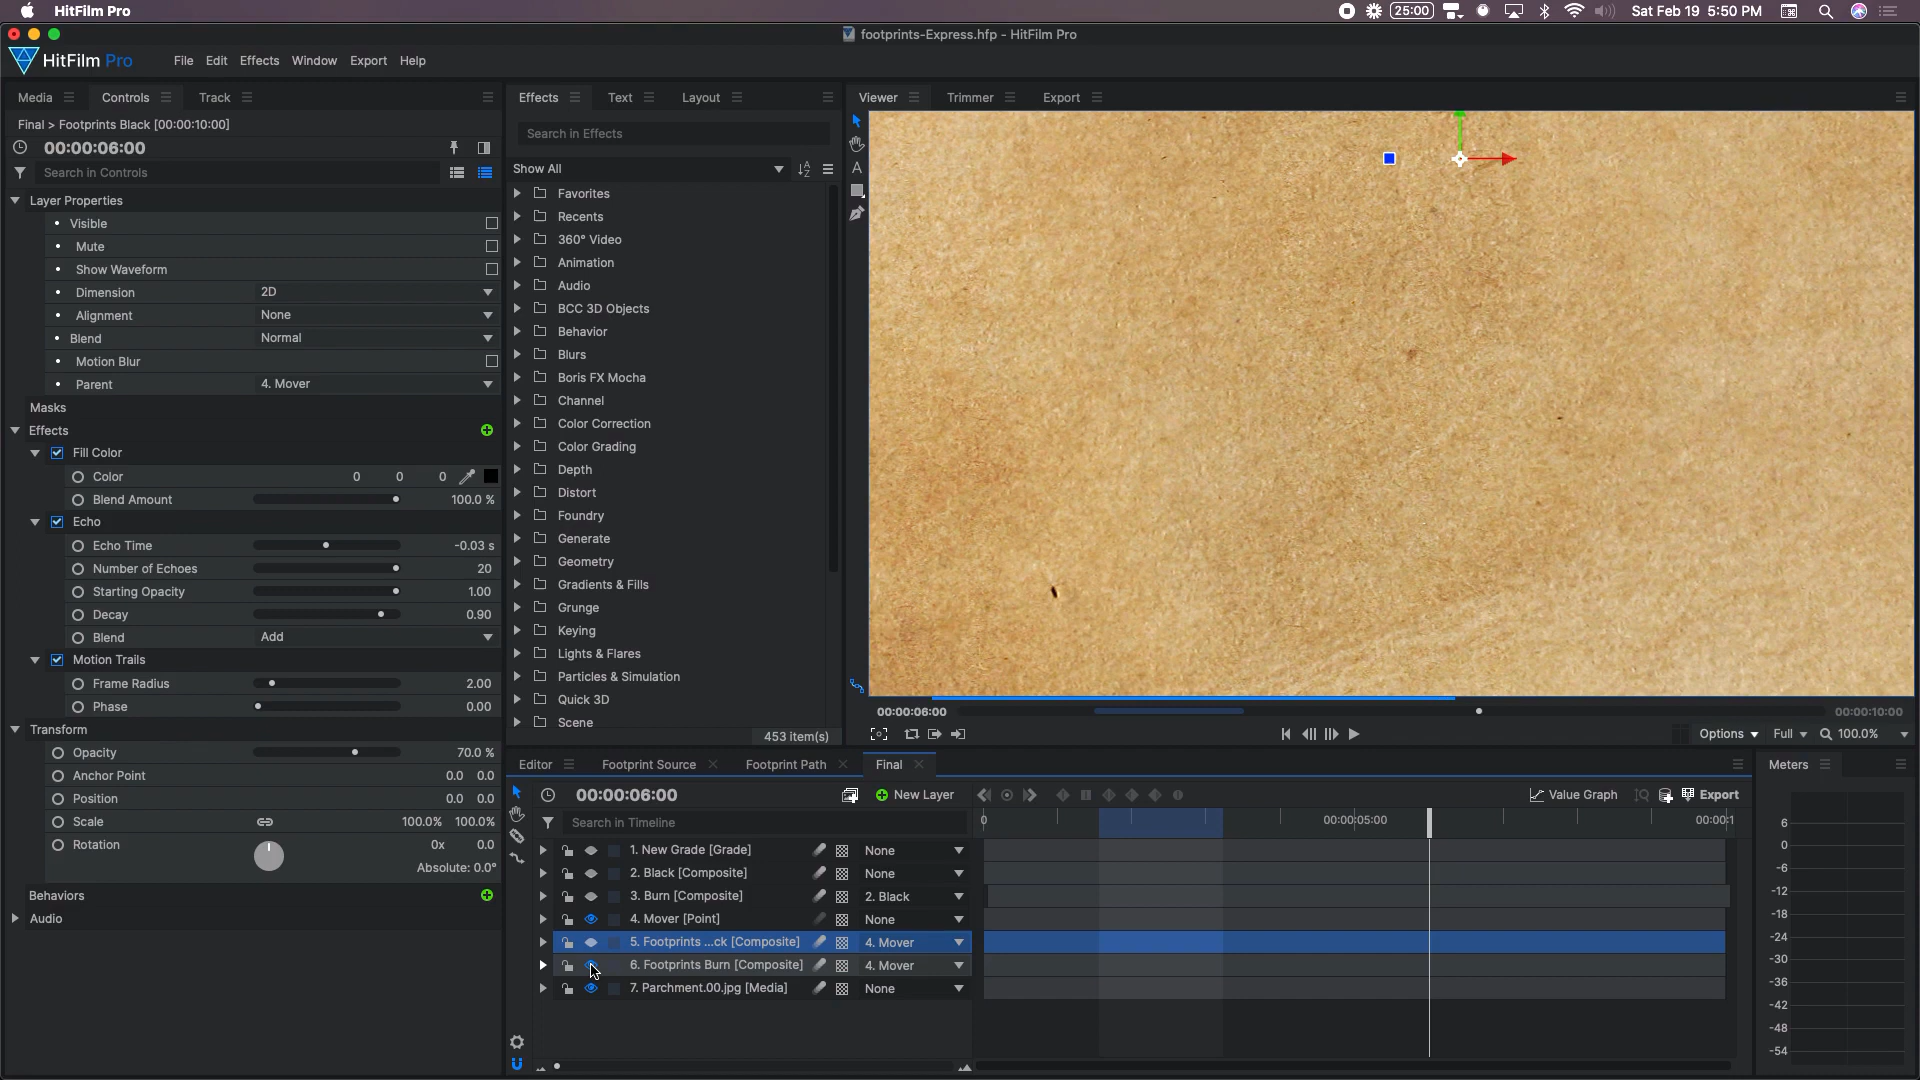 HitFilm Pro
25:00
Sat Feb 19 5:50 PM
footprints-Express.hfp - HitFilm Pro
HitFilm Pro File Edit Effects Window Export Help
Media Controls Track
Final > Footprints Black [00:00:10:00]
00:00:06:00
Search in Controls
Layer Properties
Visible
Mute
Show Waveform
Dimension 2D
Alignment None
Blend Normal
Motion Blur
Parent 4. Mover
Masks
Effects
Fill Color
Color 0 0 0
Blend Amount 100.0 %
Echo
Echo Time -0.03 s
Number of Echoes 20
Starting Opacity 1.00
Decay 0.90
Blend Add
Motion Trails
Frame Radius 2.00
Phase 0.00
Transform
Opacity 70.0 %
Anchor Point 0.0 0.0
Position 0.0 0.0
Scale 100.0% 100.0%
Rotation 0x 0.0
Absolute: 0.0°
Behaviors
Audio
Effects Text Layout
Search in Effects
Show All
Favorites
Recents
360° Video
Animation
Audio
BCC 3D Objects
Behavior
Blurs
Boris FX Mocha
Channel
Color Correction
Color Grading
Depth
Distort
Foundry
Generate
Geometry
Gradients & Fills
Grunge
Keying
Lights & Flares
Particles & Simulation
Quick 3D
Scene
453 item(s)
Viewer Trimmer Export
A
00:00:06:00 00:00:10:00
Options Full 100.0%
Editor Footprint Source Footprint Path Final
00:00:06:00 New Layer Value Graph Export
Search in Timeline
0 00:00:05:00 00:00:1
1. New Grade [Grade] None
2. Black [Composite] None
3. Burn [Composite] 2. Black
4. Mover [Point] None
5. Footprints ...ck [Composite] 4. Mover
6. Footprints Burn [Composite] 4. Mover
7. Parchment.00.jpg [Media] None
Meters
6
0
-6
-12
-18
-24
-30
-36
-42
-48
-54